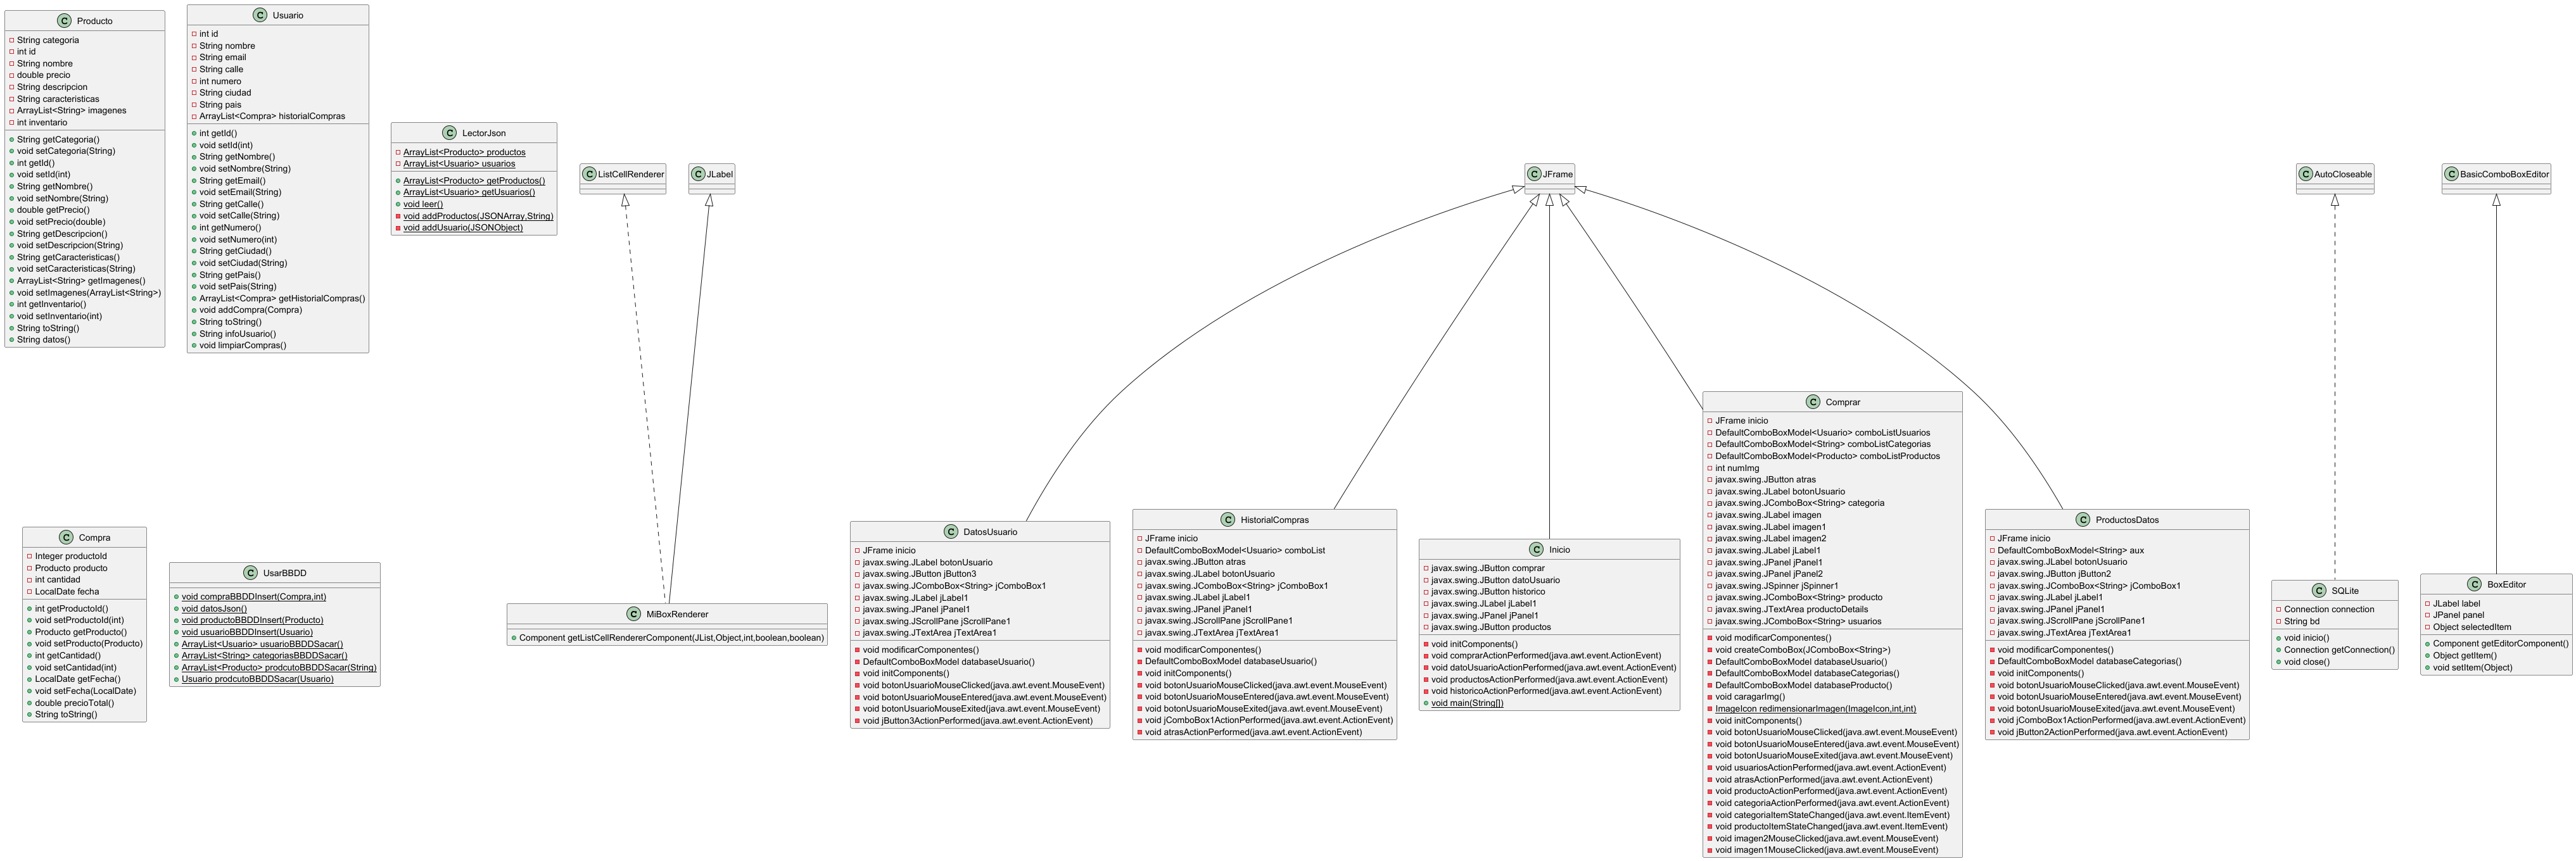 Producto
String categoria
int id
String nombre
double precio
String descripcion
String caracteristicas
ArrayList<String> imagenes
int inventario
String getCategoria()
void setCategoria(String)
int getId()
void setId(int)
String getNombre()
void setNombre(String)
double getPrecio()
void setPrecio(double)
String getDescripcion()
void setDescripcion(String)
String getCaracteristicas()
void setCaracteristicas(String)
ArrayList<String> getImagenes()
void setImagenes(ArrayList<String>)
int getInventario()
void setInventario(int)
String toString()
String datos()
Usuario
int id
String nombre
String email
String calle
int numero
String ciudad
String pais
ArrayList<Compra> historialCompras
int getId()
void setId(int)
String getNombre()
void setNombre(String)
String getEmail()
void setEmail(String)
String getCalle()
void setCalle(String)
int getNumero()
void setNumero(int)
String getCiudad()
void setCiudad(String)
String getPais()
void setPais(String)
ArrayList<Compra> getHistorialCompras()
void addCompra(Compra)
String toString()
String infoUsuario()
void limpiarCompras()
LectorJson
ArrayList<Producto> productos
ArrayList<Usuario> usuarios
ArrayList<Producto> getProductos()
ArrayList<Usuario> getUsuarios()
void leer()
void addProductos(JSONArray,String)
void addUsuario(JSONObject)
ListCellRenderer
JLabel
JFrame
AutoCloseable
BasicComboBoxEditor
Compra
Integer productoId
Producto producto
int cantidad
LocalDate fecha
int getProductoId()
void setProductoId(int)
Producto getProducto()
void setProducto(Producto)
int getCantidad()
void setCantidad(int)
LocalDate getFecha()
void setFecha(LocalDate)
double precioTotal()
String toString()
UsarBBDD
void compraBBDDInsert(Compra,int)
void datosJson()
void productoBBDDInsert(Producto)
void usuarioBBDDInsert(Usuario)
ArrayList<Usuario> usuarioBBDDSacar()
ArrayList<String> categoriasBBDDSacar()
ArrayList<Producto> prodcutoBBDDSacar(String)
Usuario prodcutoBBDDSacar(Usuario)
MiBoxRenderer
Component getListCellRendererComponent(JList,Object,int,boolean,boolean)
DatosUsuario
JFrame inicio
javax.swing.JLabel botonUsuario
javax.swing.JButton jButton3
javax.swing.JComboBox<String> jComboBox1
javax.swing.JLabel jLabel1
javax.swing.JPanel jPanel1
javax.swing.JScrollPane jScrollPane1
javax.swing.JTextArea jTextArea1
void modificarComponentes()
DefaultComboBoxModel databaseUsuario()
void initComponents()
void botonUsuarioMouseClicked(java.awt.event.MouseEvent)
void botonUsuarioMouseEntered(java.awt.event.MouseEvent)
void botonUsuarioMouseExited(java.awt.event.MouseEvent)
void jButton3ActionPerformed(java.awt.event.ActionEvent)
HistorialCompras
JFrame inicio
DefaultComboBoxModel<Usuario> comboList
javax.swing.JButton atras
javax.swing.JLabel botonUsuario
javax.swing.JComboBox<String> jComboBox1
javax.swing.JLabel jLabel1
javax.swing.JPanel jPanel1
javax.swing.JScrollPane jScrollPane1
javax.swing.JTextArea jTextArea1
void modificarComponentes()
DefaultComboBoxModel databaseUsuario()
void initComponents()
void botonUsuarioMouseClicked(java.awt.event.MouseEvent)
void botonUsuarioMouseEntered(java.awt.event.MouseEvent)
void botonUsuarioMouseExited(java.awt.event.MouseEvent)
void jComboBox1ActionPerformed(java.awt.event.ActionEvent)
void atrasActionPerformed(java.awt.event.ActionEvent)
Inicio
javax.swing.JButton comprar
javax.swing.JButton datoUsuario
javax.swing.JButton historico
javax.swing.JLabel jLabel1
javax.swing.JPanel jPanel1
javax.swing.JButton productos
void initComponents()
void comprarActionPerformed(java.awt.event.ActionEvent)
void datoUsuarioActionPerformed(java.awt.event.ActionEvent)
void productosActionPerformed(java.awt.event.ActionEvent)
void historicoActionPerformed(java.awt.event.ActionEvent)
void main(String[])
Comprar
JFrame inicio
DefaultComboBoxModel<Usuario> comboListUsuarios
DefaultComboBoxModel<String> comboListCategorias
DefaultComboBoxModel<Producto> comboListProductos
int numImg
javax.swing.JButton atras
javax.swing.JLabel botonUsuario
javax.swing.JComboBox<String> categoria
javax.swing.JLabel imagen
javax.swing.JLabel imagen1
javax.swing.JLabel imagen2
javax.swing.JLabel jLabel1
javax.swing.JPanel jPanel1
javax.swing.JPanel jPanel2
javax.swing.JSpinner jSpinner1
javax.swing.JComboBox<String> producto
javax.swing.JTextArea productoDetails
javax.swing.JComboBox<String> usuarios
void modificarComponentes()
void createComboBox(JComboBox<String>)
DefaultComboBoxModel databaseUsuario()
DefaultComboBoxModel databaseCategorias()
DefaultComboBoxModel databaseProducto()
void caragarImg()
ImageIcon redimensionarImagen(ImageIcon,int,int)
void initComponents()
void botonUsuarioMouseClicked(java.awt.event.MouseEvent)
void botonUsuarioMouseEntered(java.awt.event.MouseEvent)
void botonUsuarioMouseExited(java.awt.event.MouseEvent)
void usuariosActionPerformed(java.awt.event.ActionEvent)
void atrasActionPerformed(java.awt.event.ActionEvent)
void productoActionPerformed(java.awt.event.ActionEvent)
void categoriaActionPerformed(java.awt.event.ActionEvent)
void categoriaItemStateChanged(java.awt.event.ItemEvent)
void productoItemStateChanged(java.awt.event.ItemEvent)
void imagen2MouseClicked(java.awt.event.MouseEvent)
void imagen1MouseClicked(java.awt.event.MouseEvent)
ProductosDatos
JFrame inicio
DefaultComboBoxModel<String> aux
javax.swing.JLabel botonUsuario
javax.swing.JButton jButton2
javax.swing.JComboBox<String> jComboBox1
javax.swing.JLabel jLabel1
javax.swing.JPanel jPanel1
javax.swing.JScrollPane jScrollPane1
javax.swing.JTextArea jTextArea1
void modificarComponentes()
DefaultComboBoxModel databaseCategorias()
void initComponents()
void botonUsuarioMouseClicked(java.awt.event.MouseEvent)
void botonUsuarioMouseEntered(java.awt.event.MouseEvent)
void botonUsuarioMouseExited(java.awt.event.MouseEvent)
void jComboBox1ActionPerformed(java.awt.event.ActionEvent)
void jButton2ActionPerformed(java.awt.event.ActionEvent)
SQLite
Connection connection
String bd
void inicio()
Connection getConnection()
void close()
BoxEditor
JLabel label
JPanel panel
Object selectedItem
Component getEditorComponent()
Object getItem()
void setItem(Object)